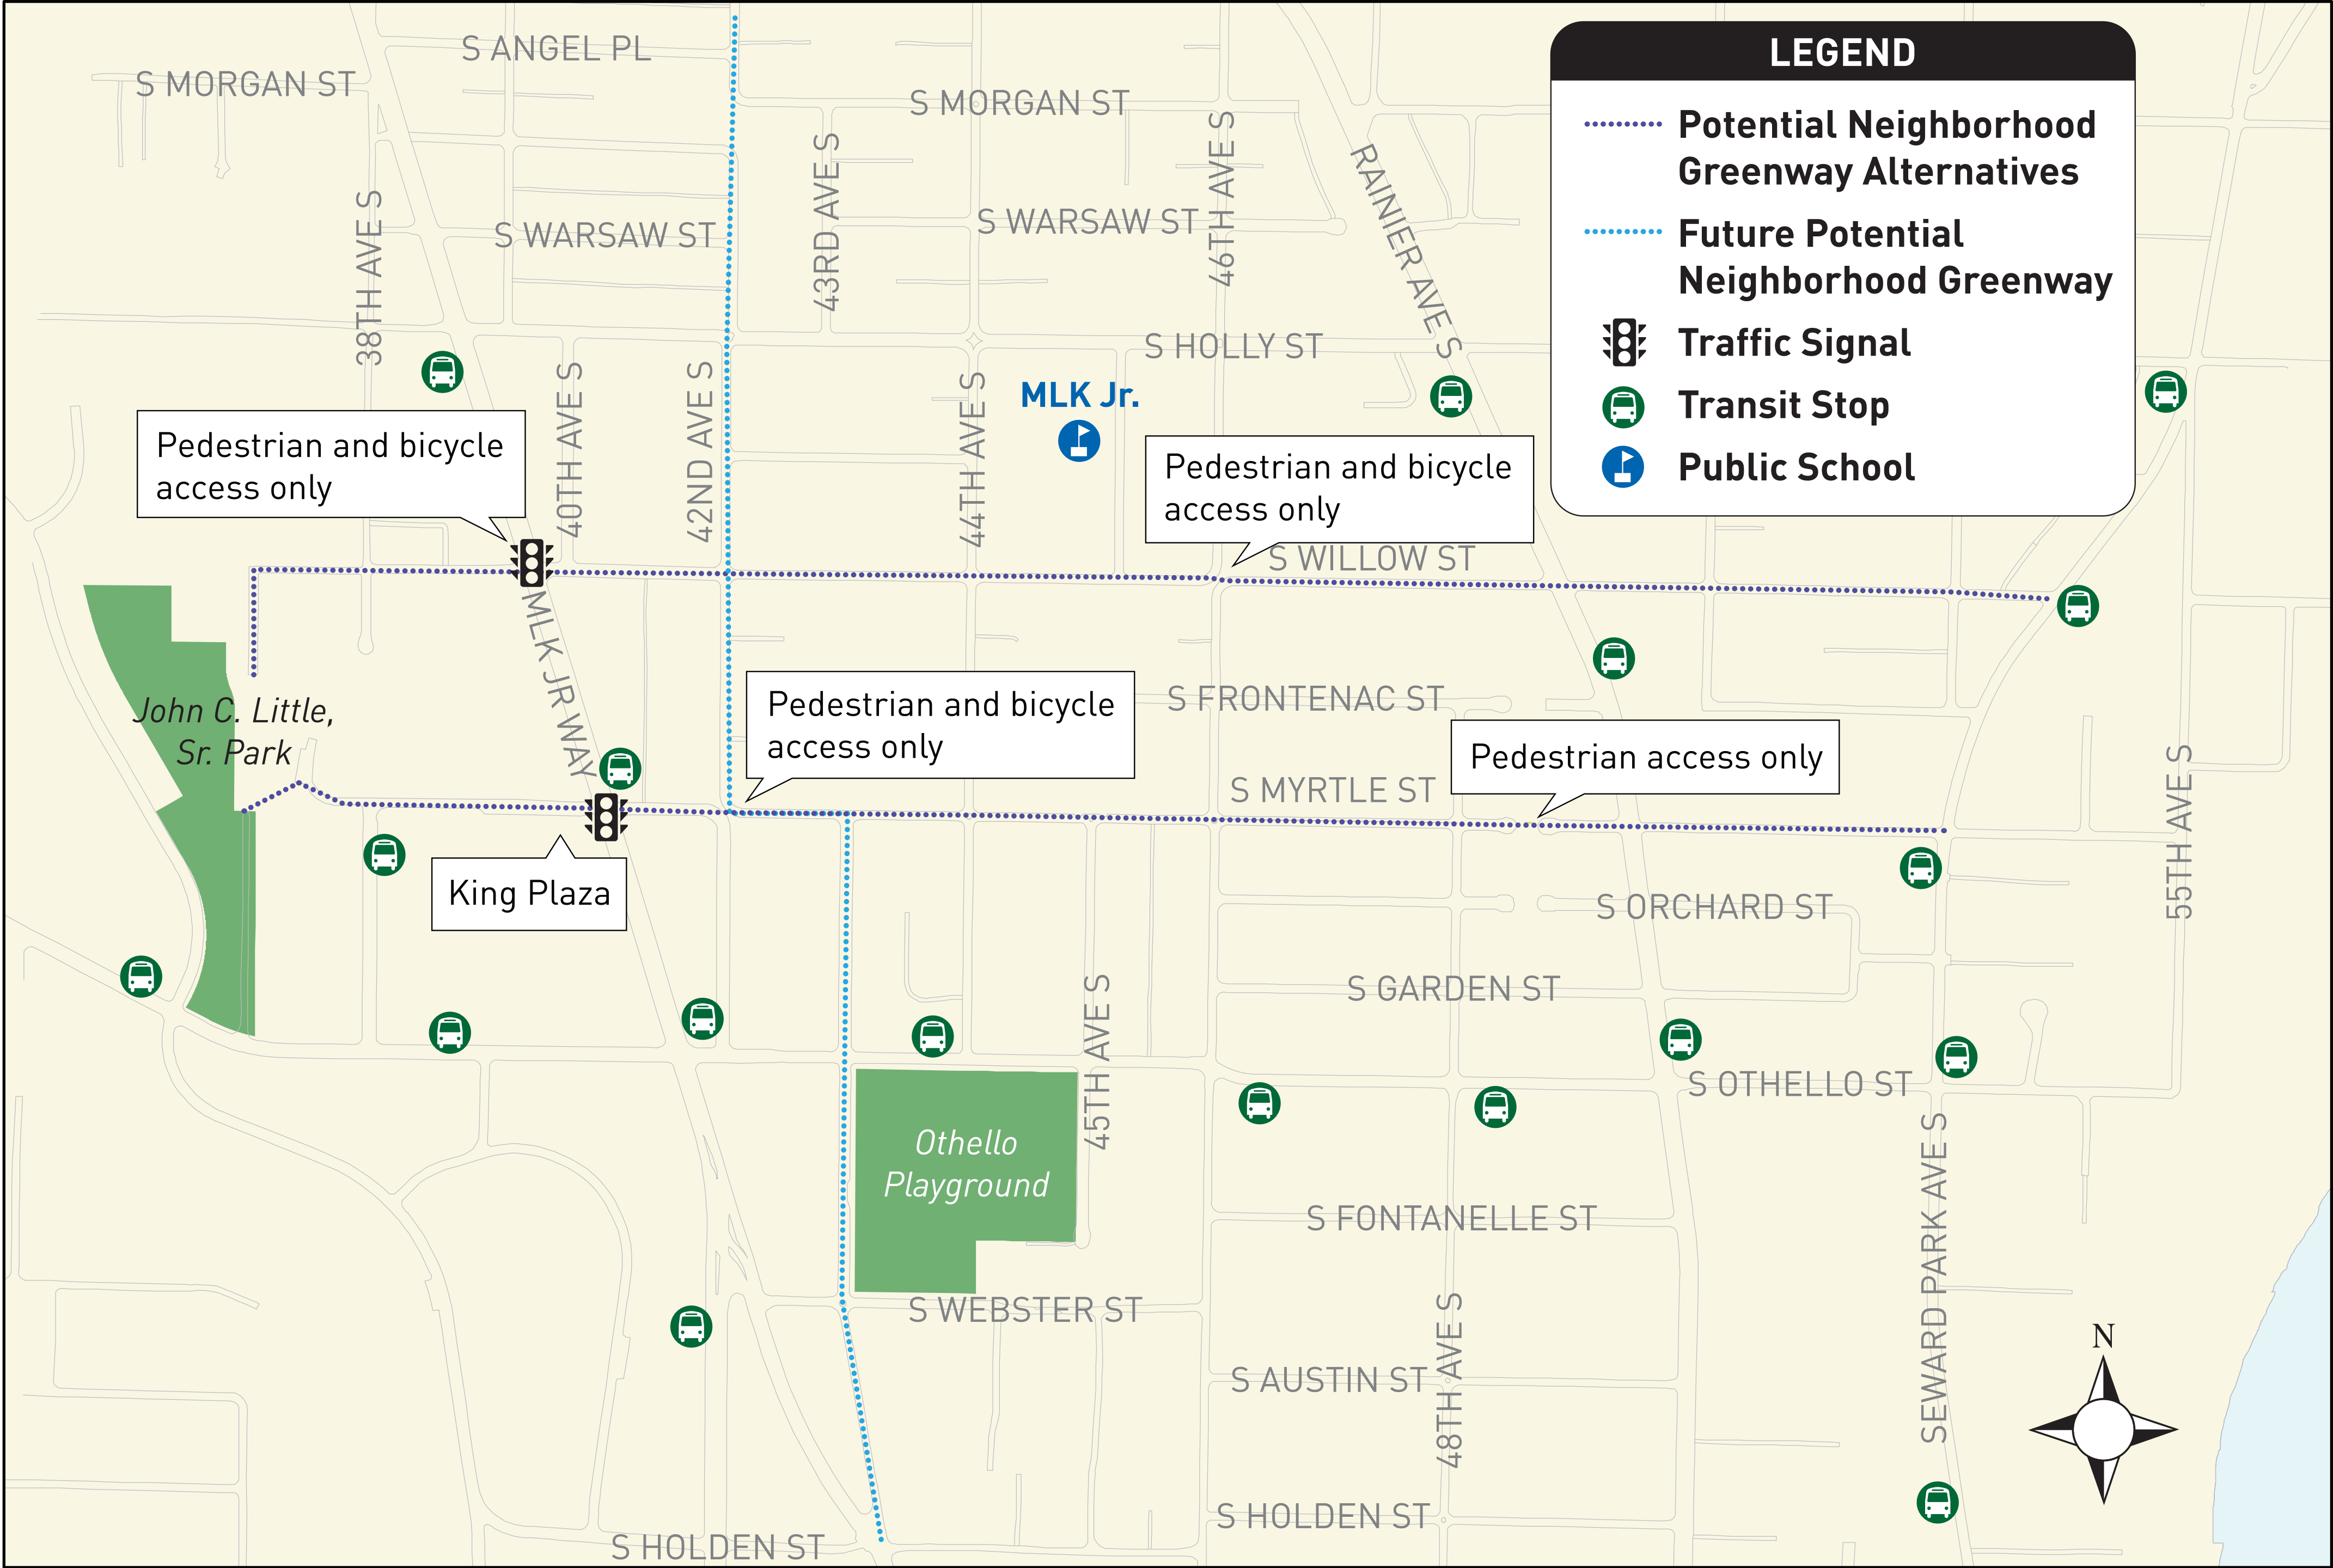 S ANGEL PL
S MORGAN ST
S MORGAN ST
38TH AVE S
S WARSAW ST
43RD AVE S
S WARSAW ST
46TH AVE S
RAINIER AVE S
LEGEND
Potential Neighborhood
Greenway Alternatives
Future Potential
Neighborhood Greenway
Traffic Signal
Transit Stop
Public School
S HOLLY ST
40TH AVE S
42ND AVE S
44TH AVE S
MLK Jr.
Pedestrian and bicycle
access only
Pedestrian and bicycle
access only
S WILLOW ST
MLK JR WAY
John C. Little,
Sr. Park
Pedestrian and bicycle
access only
S FRONTENAC ST
Pedestrian access only
S MYRTLE ST
55TH AVE S
King Plaza
S ORCHARD ST
S GARDEN ST
45TH AVE S
S OTHELLO ST
Othello
Playground
SEWARD PARK AVE S
S FONTANELLE ST
S WEBSTER ST
48TH AVE S
S AUSTIN ST
N
S HOLDEN ST
S HOLDEN ST